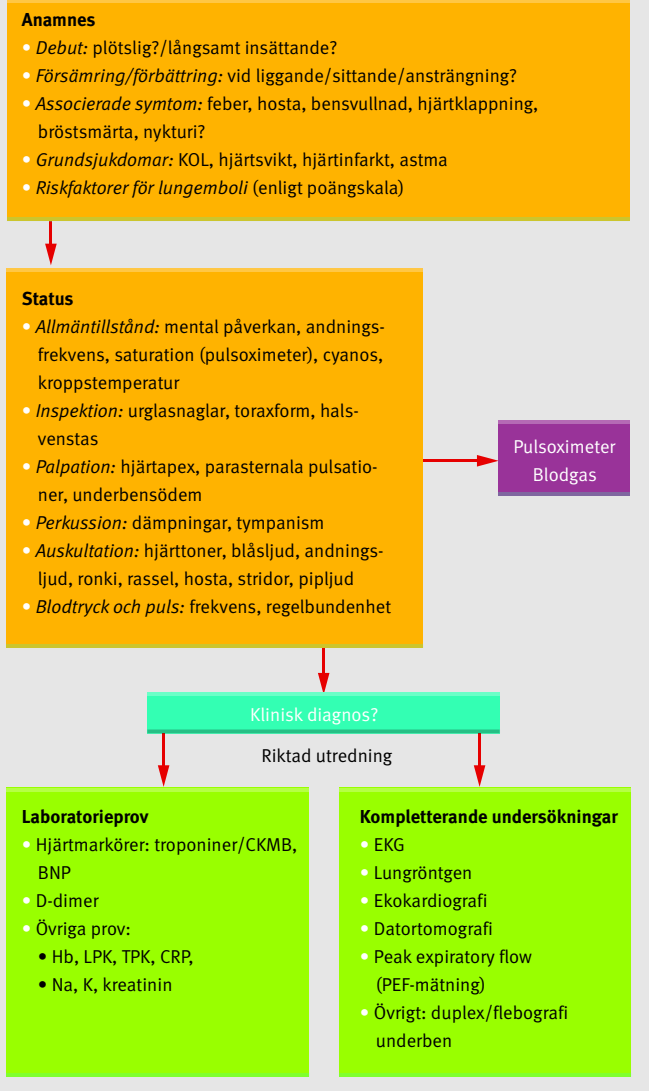 Anamnes
• Debut: plötslig?/långsamt insättande?
• Försämring/förbättring: vid liggande/sittande/ansträngning?
• Associerade symtom: feber, hosta, bensvullnad, hjärtklappning,
bröstsmärta, nykturi?
• Grundsjukdomar: KOL, hjärtsvikt, hjärtinfarkt, astma
• Riskfaktorer för lungemboli (enligt poängskala)
Status
• Allmäntillstånd: mental påverkan, andnings-
frekvens, saturation (pulsoximeter), cyanos,
kroppstemperatur
• Inspektion: urglasnaglar, toraxform, hals-
venstas
• Palpation: hjärtapex, parasternala pulsatio-
ner, underbensödem
• Perkussion: dämpningar, tympanism
• Auskultation: hjärttoner, blåsljud, andnings-
ljud, ronki, rassel, hosta, stridor, pipljud
• Blodtryck och puls: frekvens, regelbundenhet
Pulsoximeter
Blodgas
Klinisk diagnos?
Riktad utredning
Laboratorieprov
• Hjärtmarkörer: troponiner/CKMB,
BNP
• D-dimer
• Övriga prov:
• Hb, LPK, TPK, CRP,
• Na, K, kreatinin
Kompletterande undersökningar
• EKG
• Lungröntgen
• Ekokardiografi
• Datortomografi
• Peak expiratory flow
(PEF-mätning)
• Övrigt: duplex/flebografi
underben